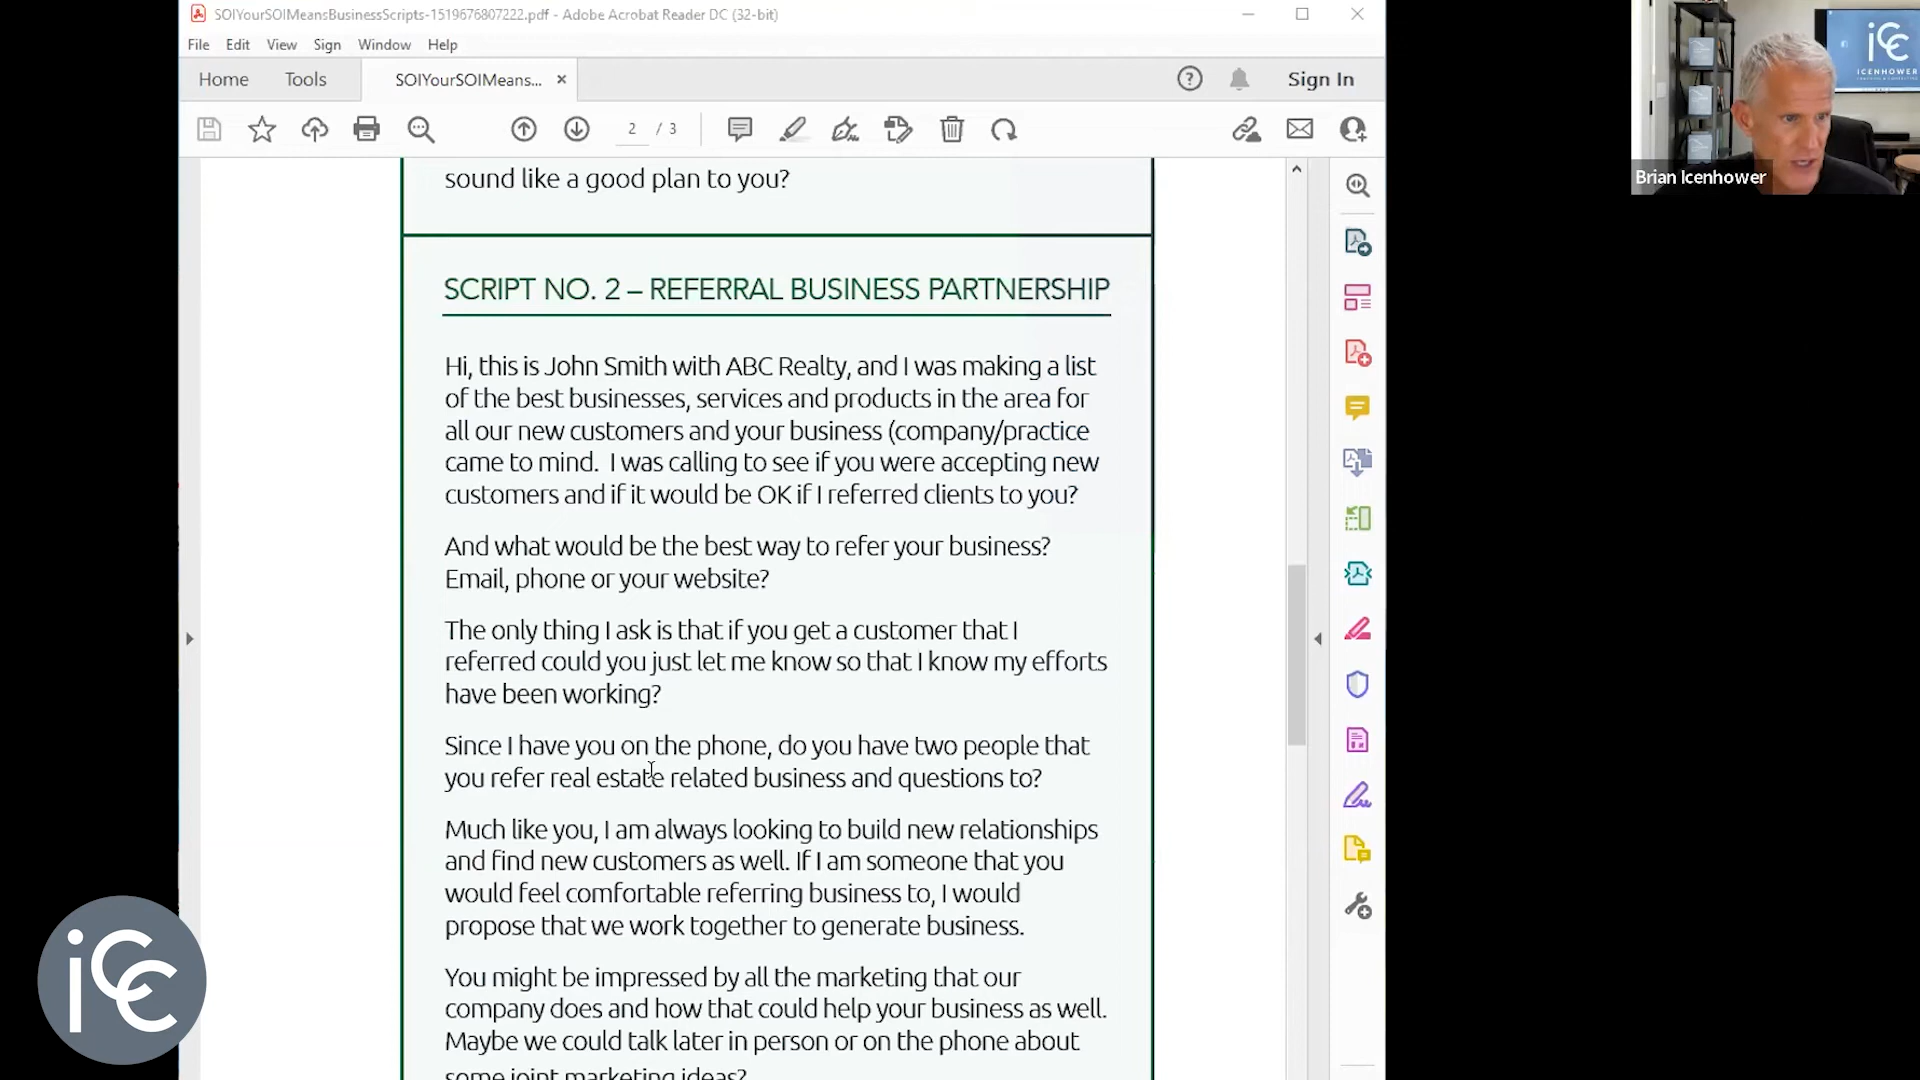 SOIYourSOIMeansBusinessScripts-1519676807222.pdf - Adobe Acrobat Reader DC (32-bit)
File Edit View Sign Window Help
Home Tools SOIYourSOIMeans... × Sign In
2 / 3
sound like a good plan to you?
SCRIPT NO. 2 – REFERRAL BUSINESS PARTNERSHIP
Hi, this is John Smith with ABC Realty, and I was making a list
of the best businesses, services and products in the area for
all our new customers and your business (company/practice
came to mind. I was calling to see if you were accepting new
customers and if it would be OK if I referred clients to you?
And what would be the best way to refer your business?
Email, phone or your website?
The only thing I ask is that if you get a customer that I
referred could you just let me know so that I know my efforts
have been working?
Since I have you on the phone, do you have two people that
you refer real estate related business and questions to?
Much like you, I am always looking to build new relationships
and find new customers as well. If I am someone that you
would feel comfortable referring business to, I would
propose that we work together to generate business.
You might be impressed by all the marketing that our
company does and how that could help your business as well.
Maybe we could talk later in person or on the phone about
some joint marketing ideas?
iCC
ICENHOWER
Brian Icenhower
iCC